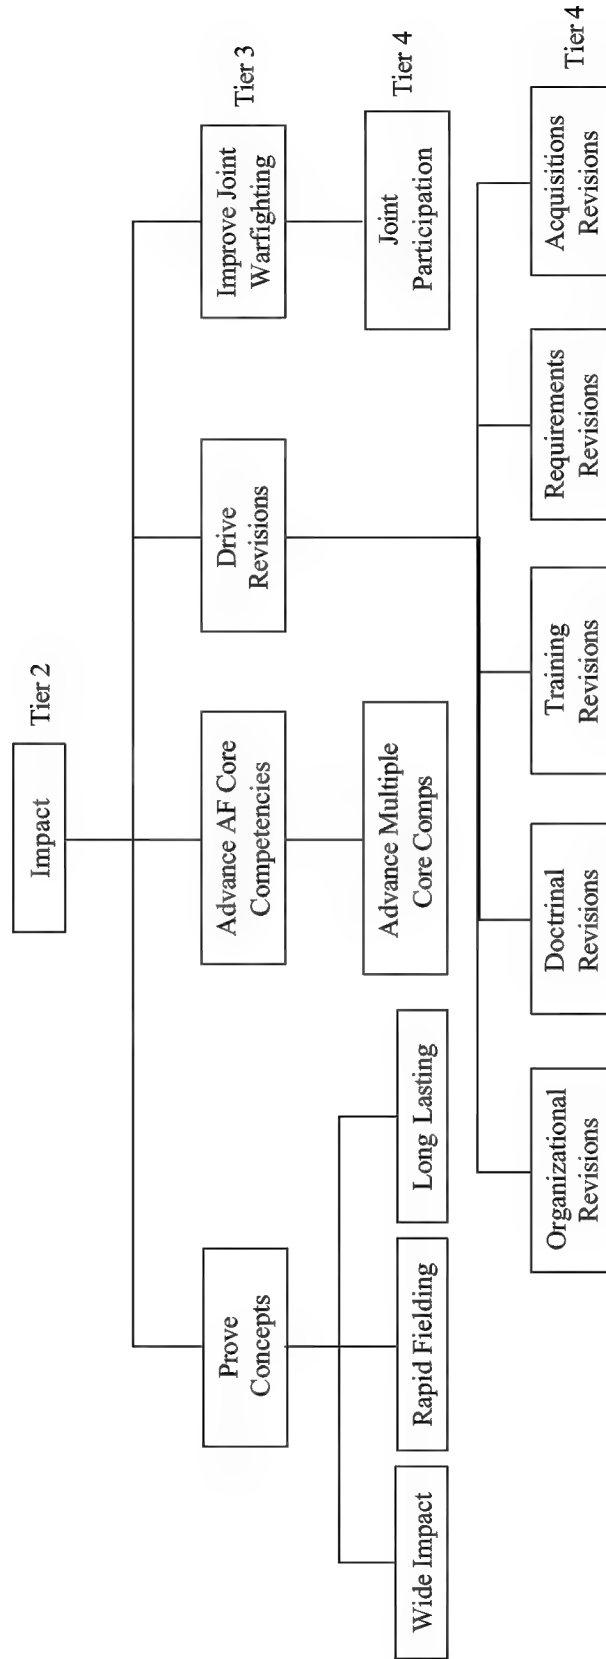 Impact
Tier 2
Prove
Concepts
Advance AF Core
Competencies
Drive
Revisions
Improve Joint
Warfighting
Tier 3
Wide Impact
Rapid Fielding
Long Lasting
Advance Multiple
Core Comps
Joint
Participation
Tier 4
Organizational
Revisions
Doctrinal
Revisions
Training
Revisions
Requirements
Revisions
Acquisitions
Revisions
Tier 4